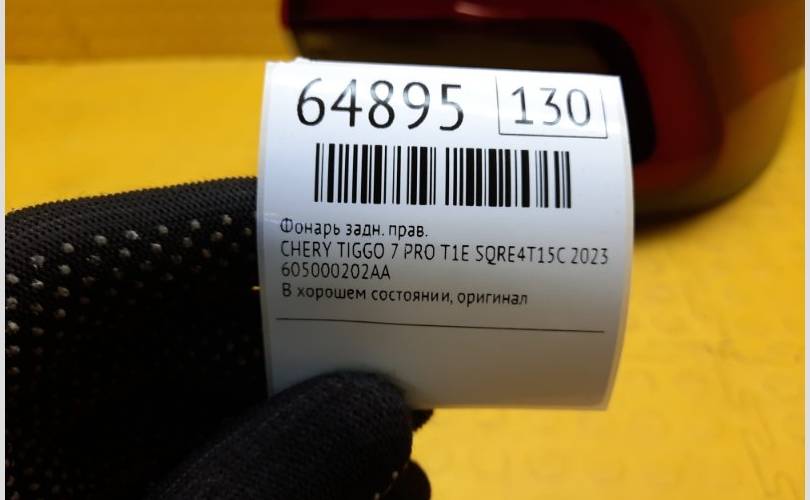 64895 130
Фонарь задн. прав.
CHERY TIGGO 7 PRO T1E SQRE4T15C 2023
605000202AA
В хорошем состоянии, оригинал